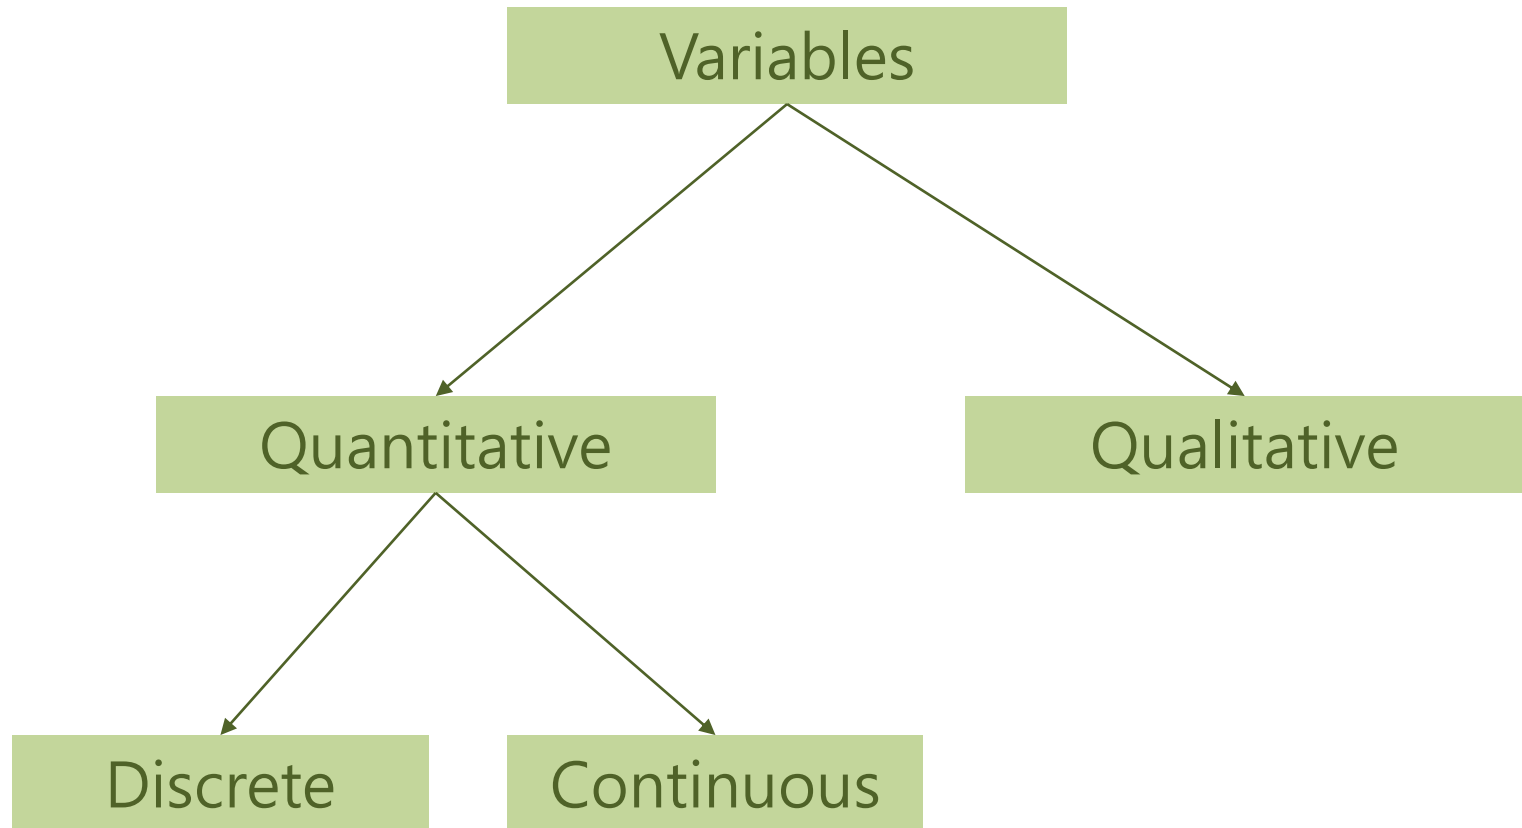 Variables
Quantitative
Qualitative
Discrete
Continuous